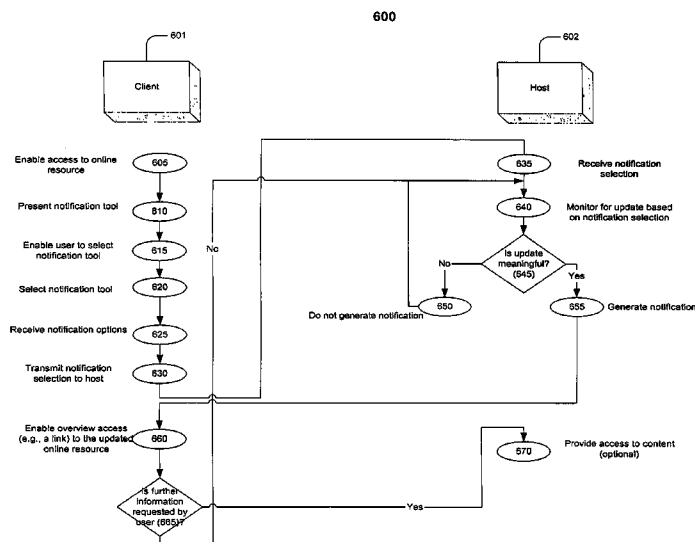 600
601
602
Client
Host
Enable access to online
resource
605
635
Receive notification
selection
Present notification tool
610
640
Monitor for update based
on notification selection
Enable user to select
notification tool
615
No
Is update
meaningful?
(645)
No
Yes
Select notification tool
620
650
Do not generate notification
655
Generate notification
Receive notification options
625
Transmit notification
selection to host
630
Enable overview access
(e.g., a link) to the updated
online resource
660
670
Provide access to content
(optional)
Is further
information
requested by
user (665)?
Yes